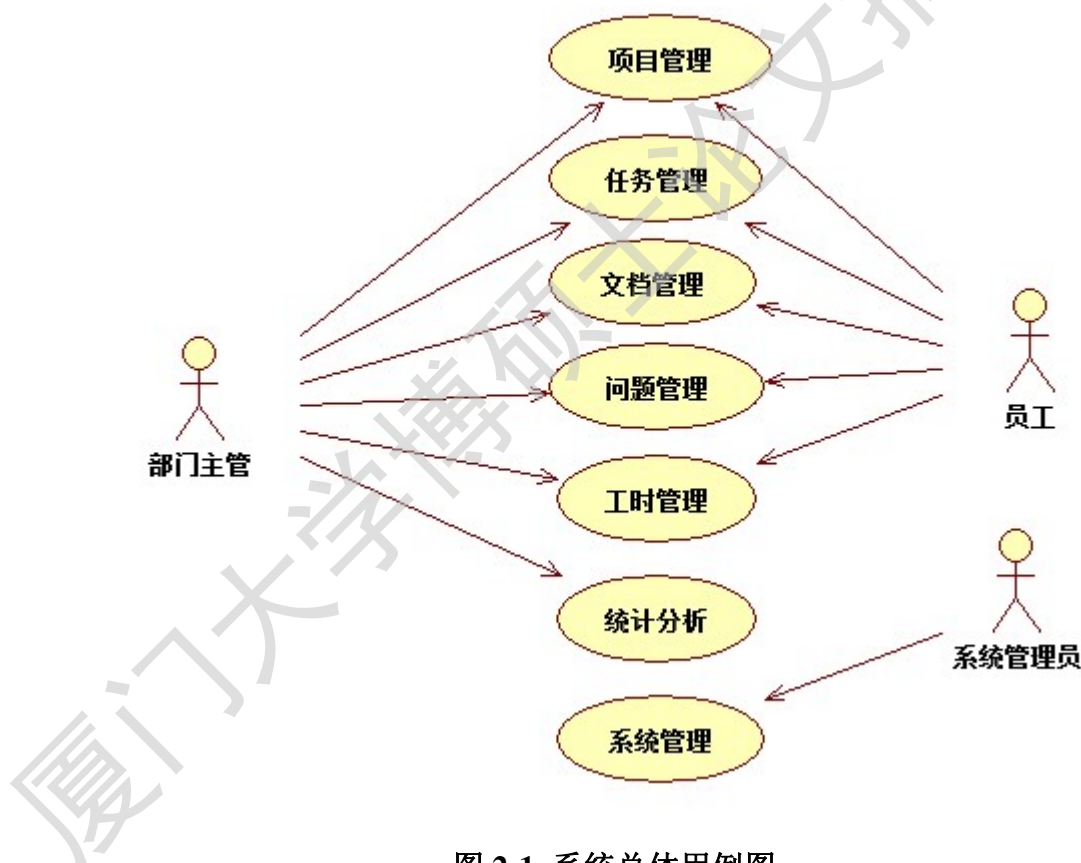 项目管理
任务管理
文档管理
问题管理
工时管理
统计分析
系统管理
部门主管
员工
系统管理员
图 2-1 系统总体用例图
厦门大学博硕士论文摘